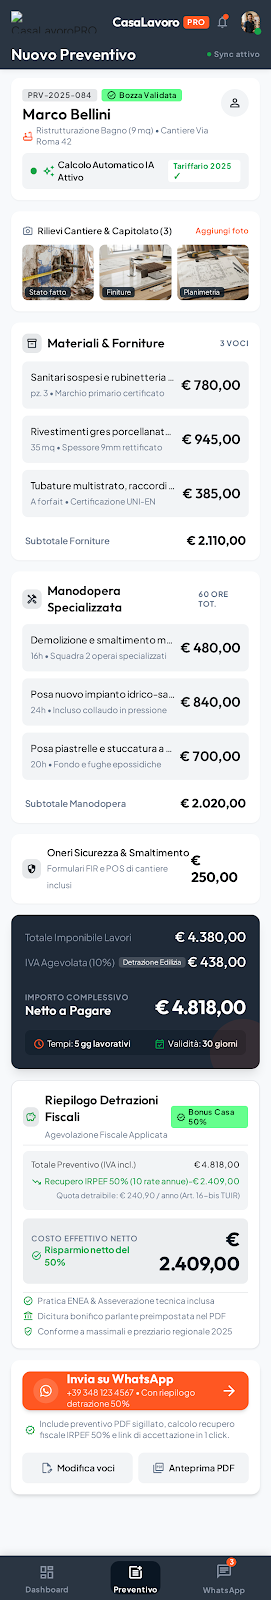 CasaLavoroPRO
CasaLavoro PRO
Nuovo Preventivo
Sync attivo
PRV-2025-084
Bozza Validata
Marco Bellini
Ristrutturazione Bagno (9 mq) • Cantiere Via
Roma 42
Calcolo Automatico IA
Attivo
Tariffario 2025
✓
Rilievi Cantiere & Capitolato (3)
Aggiungi foto
Stato fatto
Finiture
Planimetria
Materiali & Forniture
3 VOCI
Sanitari sospesi e rubinetteria ...
€ 780,00
pz. 3 • Marchio primario certificato
Rivestimenti gres porcellanat...
€ 945,00
35 mq • Spessore 9mm rettificato
Tubature multistrato, raccordi ...
€ 385,00
A forfait • Certificazione UNI-EN
Subtotale Forniture
€ 2.110,00
Manodopera
Specializzata
60 ORE
TOT.
Demolizione e smaltimento m...
€ 480,00
16h • Squadra 2 operai specializzati
Posa nuovo impianto idrico-sa...
€ 840,00
24h • Incluso collaudo in pressione
Posa piastrelle e stuccatura a ...
€ 700,00
20h • Fondo e fughe epossidiche
Subtotale Manodopera
€ 2.020,00
Oneri Sicurezza & Smaltimento
€
250,00
Formulari FIR e POS di cantiere
inclusi
Totale Imponibile Lavori
€ 4.380,00
IVA Agevolata (10%)
Detrazione Edilizia
€ 438,00
IMPORTO COMPLESSIVO
Netto a Pagare
€ 4.818,00
Tempi: 5 gg lavorativi
Validità: 30 giorni
Riepilogo Detrazioni
Fiscali
Bonus Casa
50%
Agevolazione Fiscale Applicata
Totale Preventivo (IVA incl.)
€ 4.818,00
Recupero IRPEF 50% (10 rate annue)
-€ 2.409,00
Quota detraibile: € 240,90 / anno (Art. 16-bis TUIR)
COSTO EFFETTIVO NETTO
Risparmio netto del
50%
€
2.409,00
Pratica ENEA & Asseverazione tecnica inclusa
Dicitura bonifico parlante preimpostata nel PDF
Conforme a massimali e prezziario regionale 2025
Invia su WhatsApp
+39 348 123 4567 • Con riepilogo
detrazione 50%
Include preventivo PDF sigillato, calcolo recupero
fiscale IRPEF 50% e link di accettazione in 1 click.
Modifica voci
Anteprima PDF
Dashboard
Preventivo
3
WhatsApp